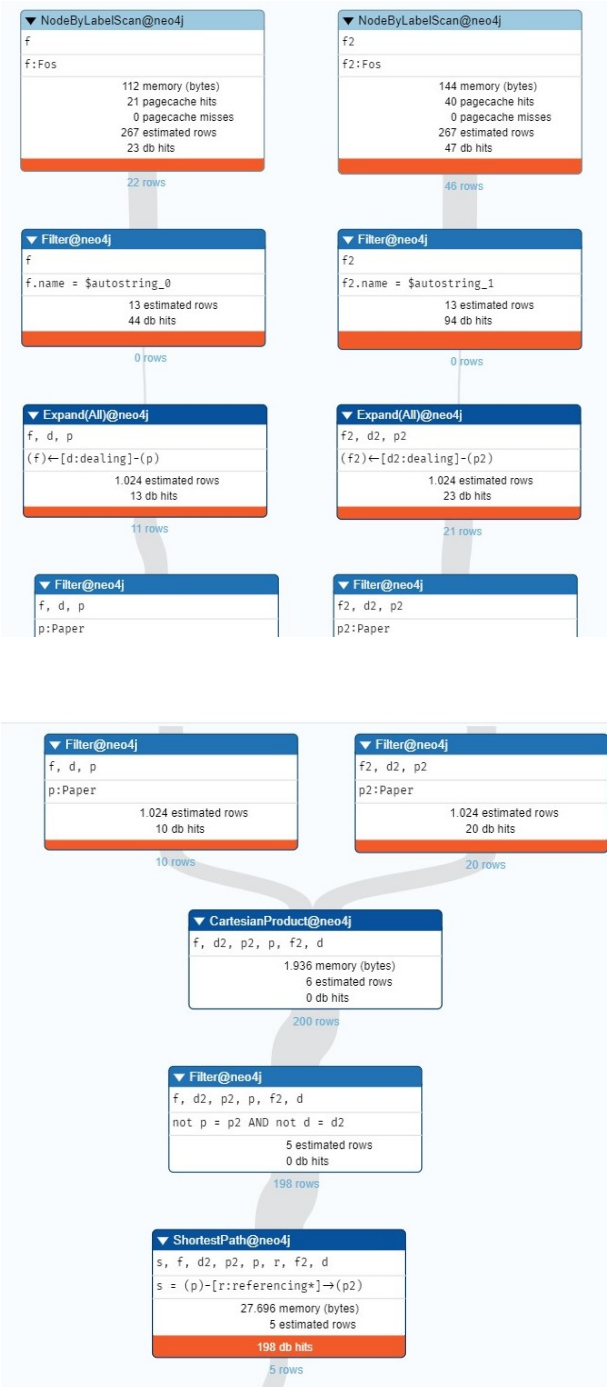 ▼ NodeByLabelScan@neo4j
f
f:Fos
112 memory (bytes)
21 pagecache hits
0 pagecache misses
267 estimated rows
23 db hits
22 rows
▼ NodeByLabelScan@neo4j
f2
f2:Fos
144 memory (bytes)
40 pagecache hits
0 pagecache misses
267 estimated rows
47 db hits
46 rows
▼ Filter@neo4j
f
f.name = $autostring_0
13 estimated rows
44 db hits
0 rows
▼ Filter@neo4j
f2
f2.name = $autostring_1
13 estimated rows
94 db hits
0 rows
▼ Expand(All)@neo4j
f, d, p
(f)←[d:dealing]-(p)
1.024 estimated rows
13 db hits
11 rows
▼ Expand(All)@neo4j
f2, d2, p2
(f2)←[d2:dealing]-(p2)
1.024 estimated rows
23 db hits
21 rows
▼ Filter@neo4j
f, d, p
p:Paper
▼ Filter@neo4j
f2, d2, p2
p2:Paper
▼ Filter@neo4j
f, d, p
p:Paper
1.024 estimated rows
10 db hits
10 rows
▼ Filter@neo4j
f2, d2, p2
p2:Paper
1.024 estimated rows
20 db hits
20 rows
▼ CartesianProduct@neo4j
f, d2, p2, p, f2, d
1.936 memory (bytes)
6 estimated rows
0 db hits
200 rows
▼ Filter@neo4j
f, d2, p2, p, f2, d
not p = p2 AND not d = d2
5 estimated rows
0 db hits
198 rows
▼ ShortestPath@neo4j
s, f, d2, p2, p, r, f2, d
s = (p)-[r:referencing*]→(p2)
27.696 memory (bytes)
5 estimated rows
198 db hits
5 rows